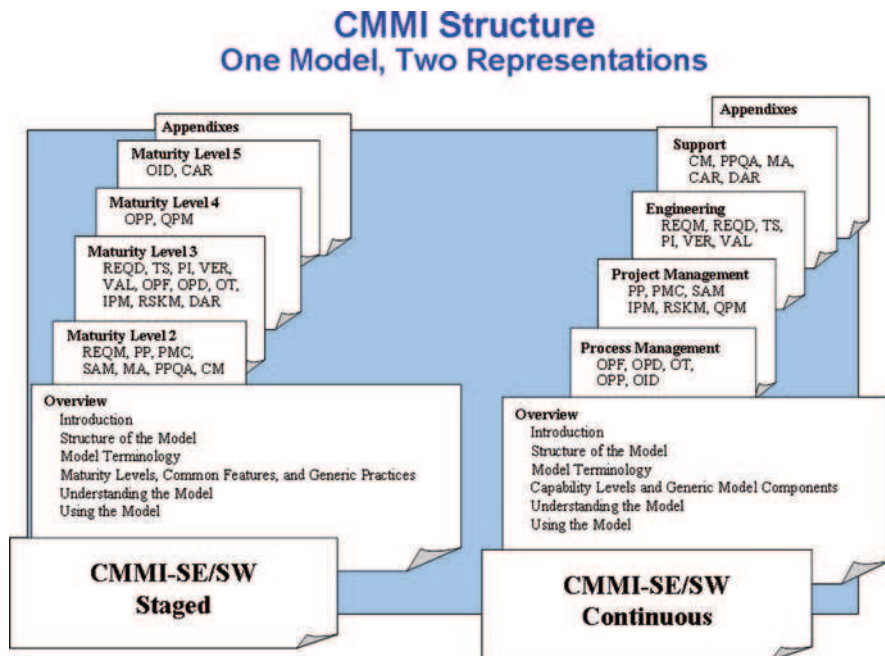 CMMI Structure
One Model, Two Representations
Appendixes
Maturity Level 5
OID, CAR
Maturity Level 4
OPP, QPM
Maturity Level 3
REQD, TS, PI, VER,
VAL, OPF, OPD, OT,
IPM, RSKM, DAR
Maturity Level 2
REQM, PP, PMC,
SAM, MA, PPQA, CM
Overview
Introduction
Structure of the Model
Model Terminology
Maturity Levels, Common Features, and Generic Practices
Understanding the Model
Using the Model
CMMI-SE/SW
Staged
Appendixes
Support
CM, PPQA, MA,
CAR, DAR
Engineering
REQM, REQD, TS,
PI, VER, VAL
Project Management
PP, PMC, SAM
IPM, RSKM, QPM
Process Management
OPF, OPD, OT,
OPP, OID
Overview
Introduction
Structure of the Model
Model Terminology
Capability Levels and Generic Model Components
Understanding the Model
Using the Model
CMMI-SE/SW
Continuous